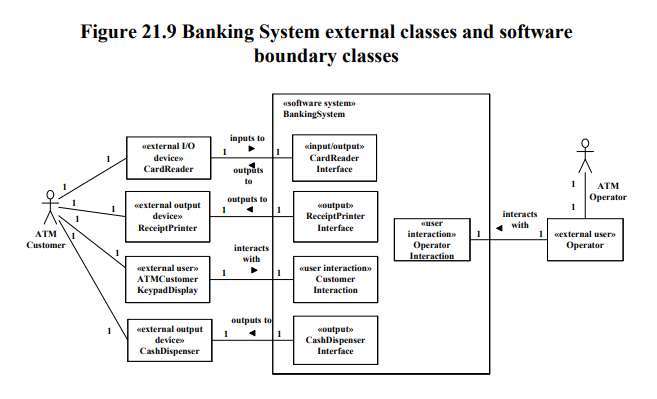 Figure 21.9 Banking System external classes and software
boundary classes
«software system»
BankingSystem
«external I/O
device»
CardReader
inputs to
outputs
to
«input/output»
CardReader
Interface
1
1
1
1
«external output
device»
ReceiptPrinter
outputs to
«output»
ReceiptPrinter
Interface
1
1
1
1
ATM
Customer
«external user»
ATMCustomer
KeypadDisplay
interacts
with
«user interaction»
Customer
Interaction
1
1
1
1
«external output
device»
CashDispenser
outputs to
«output»
CashDispenser
Interface
1
1
1
1
«user
interaction»
Operator
Interaction
interacts
with
1
1
«external user»
Operator
1
1
ATM
Operator